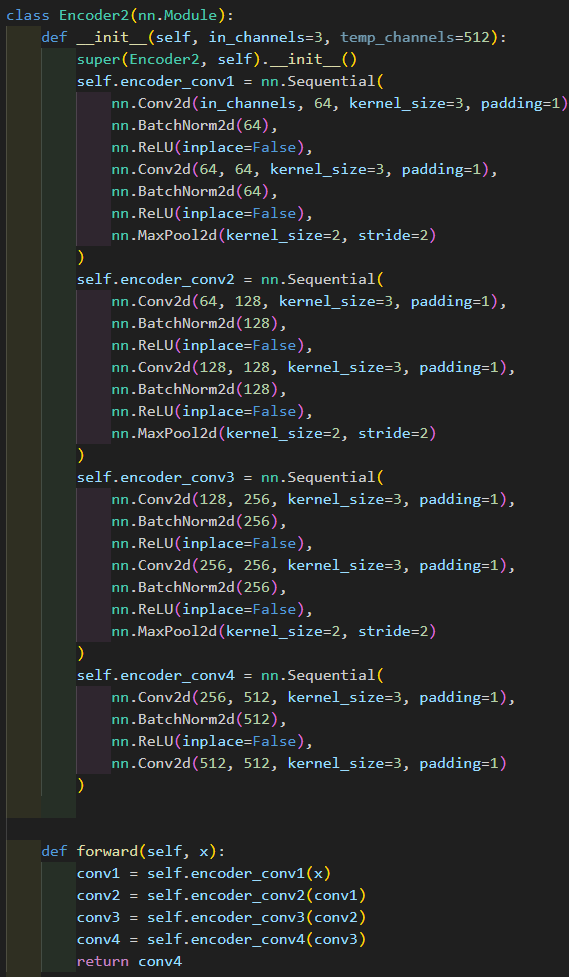 class Encoder2(nn.Module):
    def __init__(self, in_channels=3, temp_channels=512):
        super(Encoder2, self).__init__()
        self.encoder_conv1 = nn.Sequential(
            nn.Conv2d(in_channels, 64, kernel_size=3, padding=1)
            nn.BatchNorm2d(64),
            nn.ReLU(inplace=False),
            nn.Conv2d(64, 64, kernel_size=3, padding=1),
            nn.BatchNorm2d(64),
            nn.ReLU(inplace=False),
            nn.MaxPool2d(kernel_size=2, stride=2)
        )
        self.encoder_conv2 = nn.Sequential(
            nn.Conv2d(64, 128, kernel_size=3, padding=1),
            nn.BatchNorm2d(128),
            nn.ReLU(inplace=False),
            nn.Conv2d(128, 128, kernel_size=3, padding=1),
            nn.BatchNorm2d(128),
            nn.ReLU(inplace=False),
            nn.MaxPool2d(kernel_size=2, stride=2)
        )
        self.encoder_conv3 = nn.Sequential(
            nn.Conv2d(128, 256, kernel_size=3, padding=1),
            nn.BatchNorm2d(256),
            nn.ReLU(inplace=False),
            nn.Conv2d(256, 256, kernel_size=3, padding=1),
            nn.BatchNorm2d(256),
            nn.ReLU(inplace=False),
            nn.MaxPool2d(kernel_size=2, stride=2)
        )
        self.encoder_conv4 = nn.Sequential(
            nn.Conv2d(256, 512, kernel_size=3, padding=1),
            nn.BatchNorm2d(512),
            nn.ReLU(inplace=False),
            nn.Conv2d(512, 512, kernel_size=3, padding=1)
        )
    def forward(self, x):
        conv1 = self.encoder_conv1(x)
        conv2 = self.encoder_conv2(conv1)
        conv3 = self.encoder_conv3(conv2)
        conv4 = self.encoder_conv4(conv3)
        return conv4